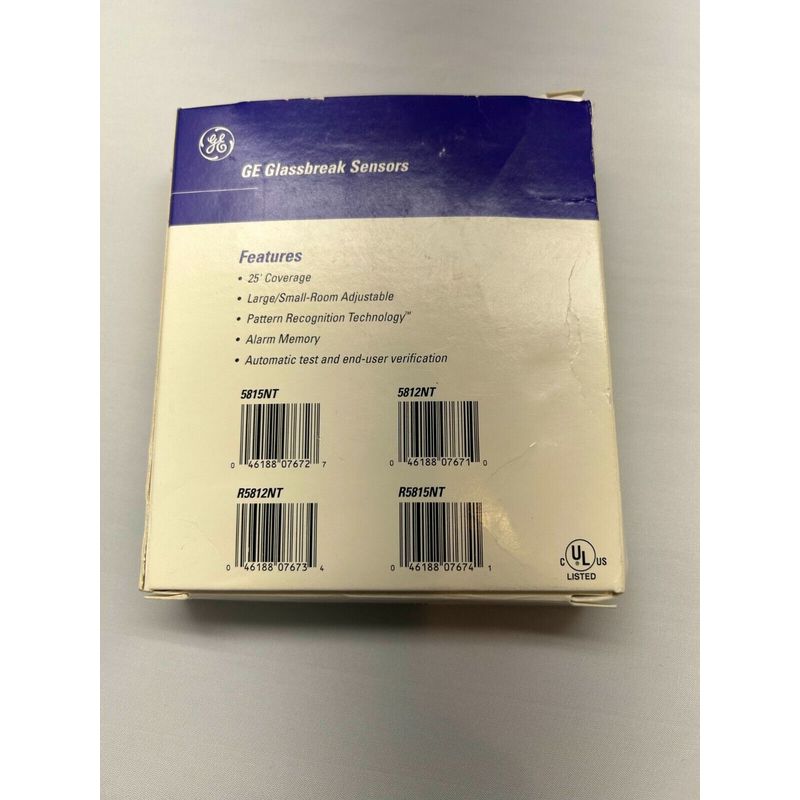 GE
GE Glassbreak Sensors
Features
• 25' Coverage
• Large/Small-Room Adjustable
• Pattern Recognition Technology™
• Alarm Memory
• Automatic test and end-user verification
5815NT
5812NT
0 46188 07672 7
0 46188 07671 0
R5812NT
R5815NT
0 46188 07673 4
0 46188 07674 1
C UL US
®
LISTED